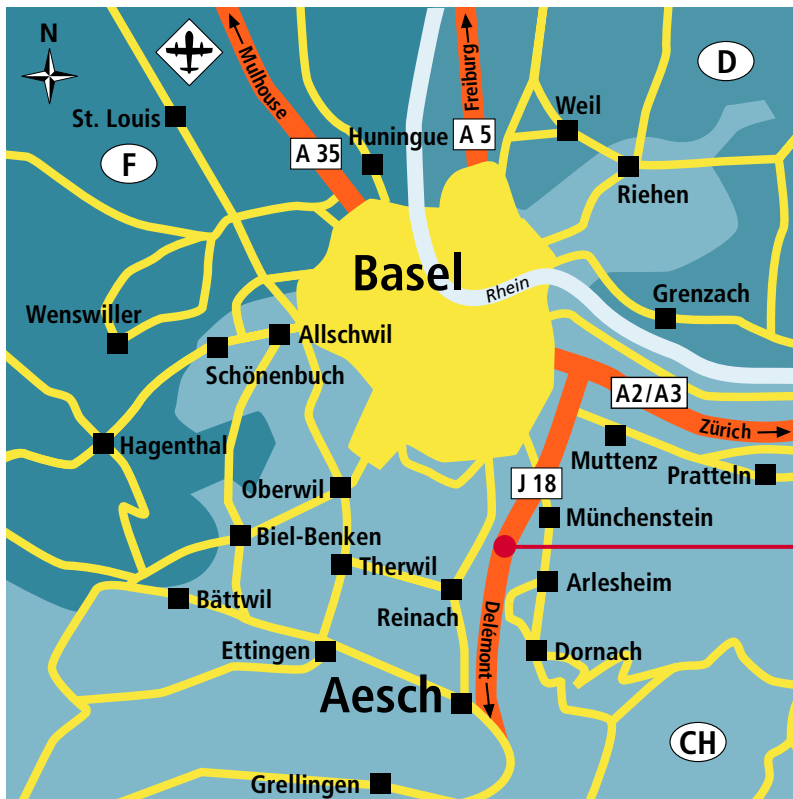 N
Mulhouse
Freiburg
D
Weil
St. Louis
Huningue
A 5
A 35
F
Riehen
Basel
Rhein
Grenzach
Wenswiller
Allschwil
Schönenbuch
A2/A3
Zürich
Hagenthal
Muttenz
Pratteln
Oberwil
J 18
Münchenstein
Biel-Benken
Therwil
Arlesheim
Bättwil
Reinach
Delémont
Ettingen
Dornach
Aesch
CH
Grellingen